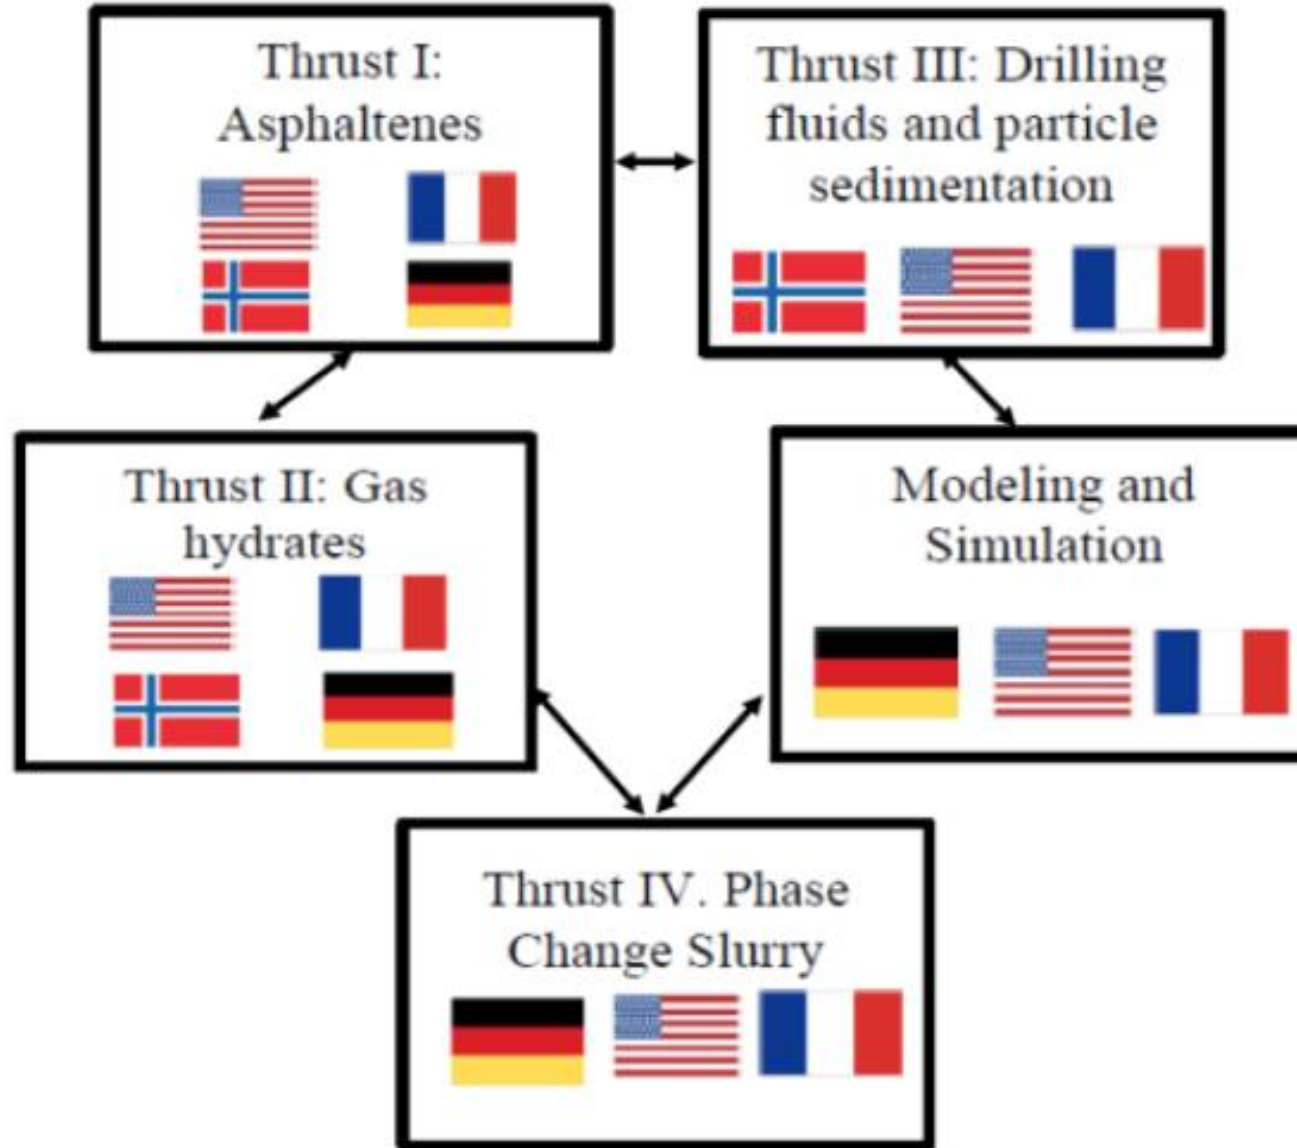 Thrust I:
Asphaltenes
Thrust III: Drilling
fluids and particle
sedimentation
Thrust II: Gas
hydrates
Modeling and
Simulation
Thrust IV. Phase
Change Slurry